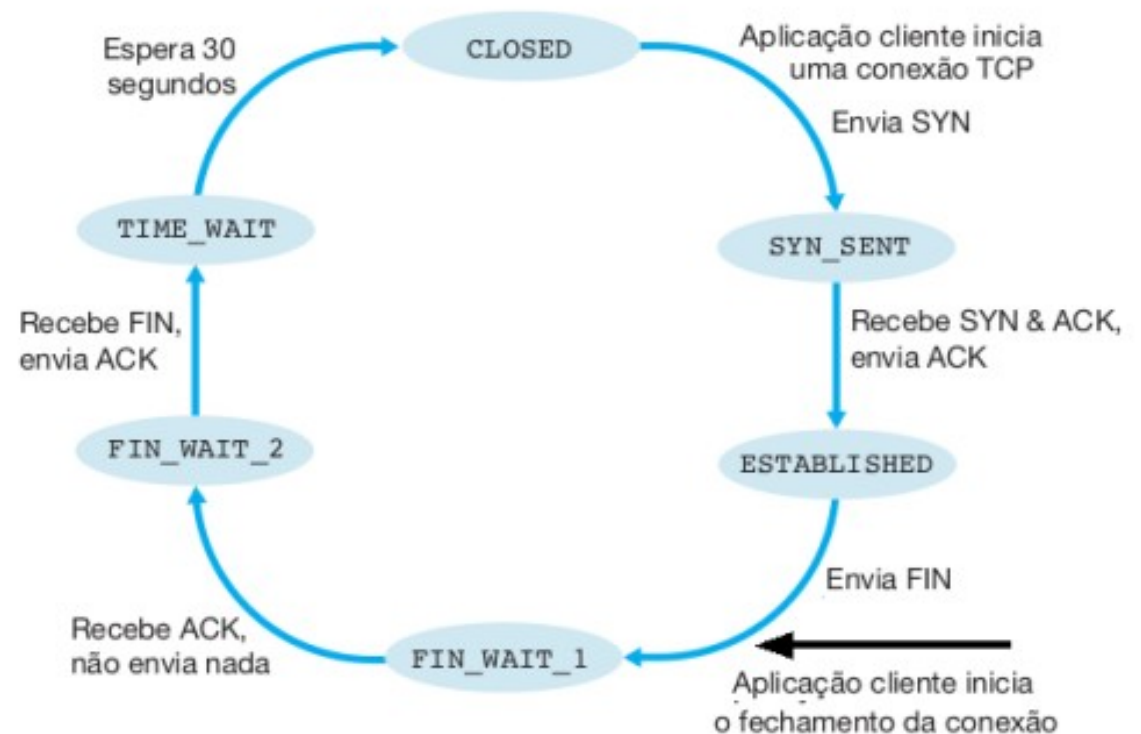 CLOSED
Aplicação cliente inicia
uma conexão TCP
Envia SYN
SYN_SENT
Recebe SYN & ACK,
envia ACK
ESTABLISHED
Envia FIN
Aplicação cliente inicia
o fechamento da conexão
FIN_WAIT_1
Recebe ACK,
não envia nada
FIN_WAIT_2
Recebe FIN,
envia ACK
TIME_WAIT
Espera 30
segundos